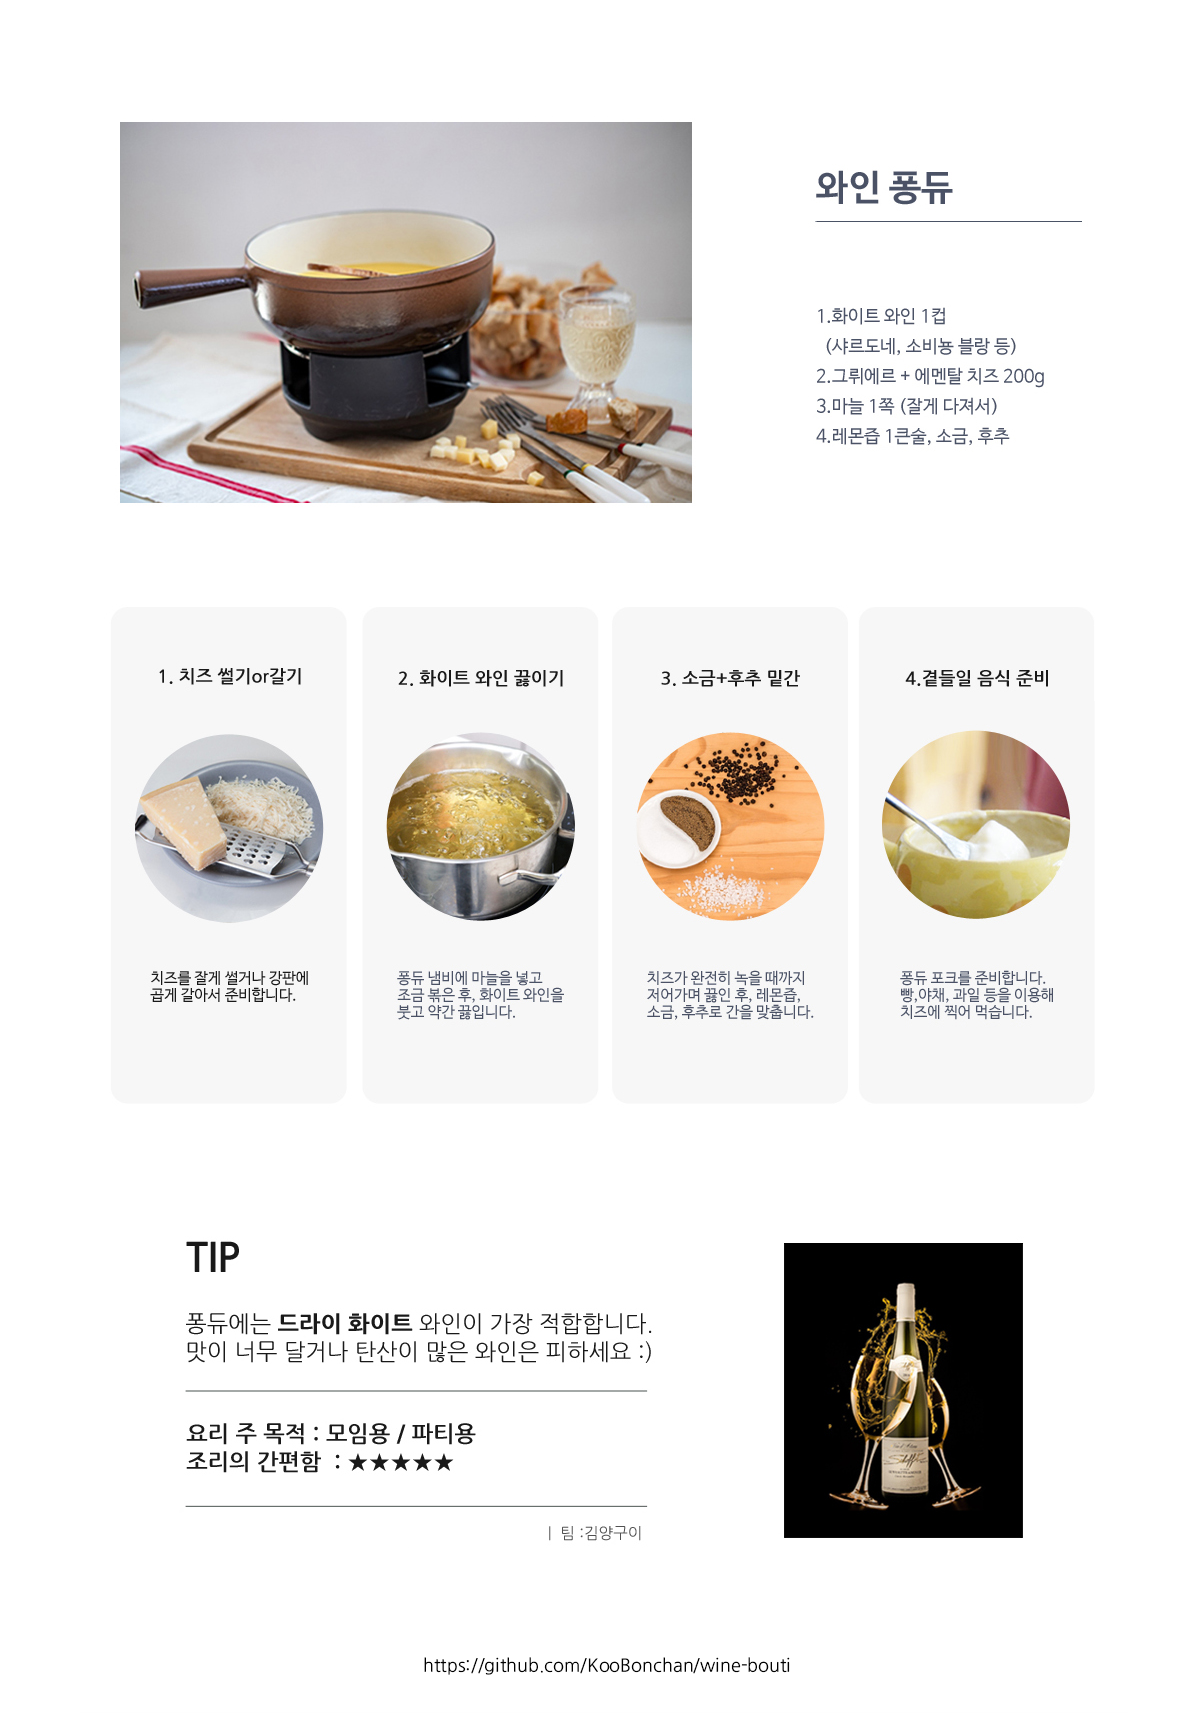 와인 퐁듀
1.화이트 와인 1컵
(샤르도네, 소비뇽 블랑 등)
2.그뤼에르 + 에멘탈 치즈 200g
3.마늘 1쪽 (잘게 다져서)
4.레몬즙 1큰술, 소금, 후추
1. 치즈 썰기or갈기
치즈를 잘게 썰거나 강판에
곱게 갈아서 준비합니다.
2. 화이트 와인 끓이기
퐁듀 냄비에 마늘을 넣고
조금 볶은 후, 화이트 와인을
붓고 약간 끓입니다.
3. 소금+후추 밑간
치즈가 완전히 녹을 때까지
저어가며 끓인 후, 레몬즙,
소금, 후추로 간을 맞춥니다.
4.곁들일 음식 준비
퐁듀 포크를 준비합니다.
빵,야채, 과일 등을 이용해
치즈에 찍어 먹습니다.
TIP
퐁듀에는 드라이 화이트 와인이 가장 적합합니다.
맛이 너무 달거나 탄산이 많은 와인은 피하세요 :)
요리 주 목적 : 모임용 / 파티용
조리의 간편함 : ★★★★★
| 팀 :김양구이
https://github.com/KooBonchan/wine-bouti